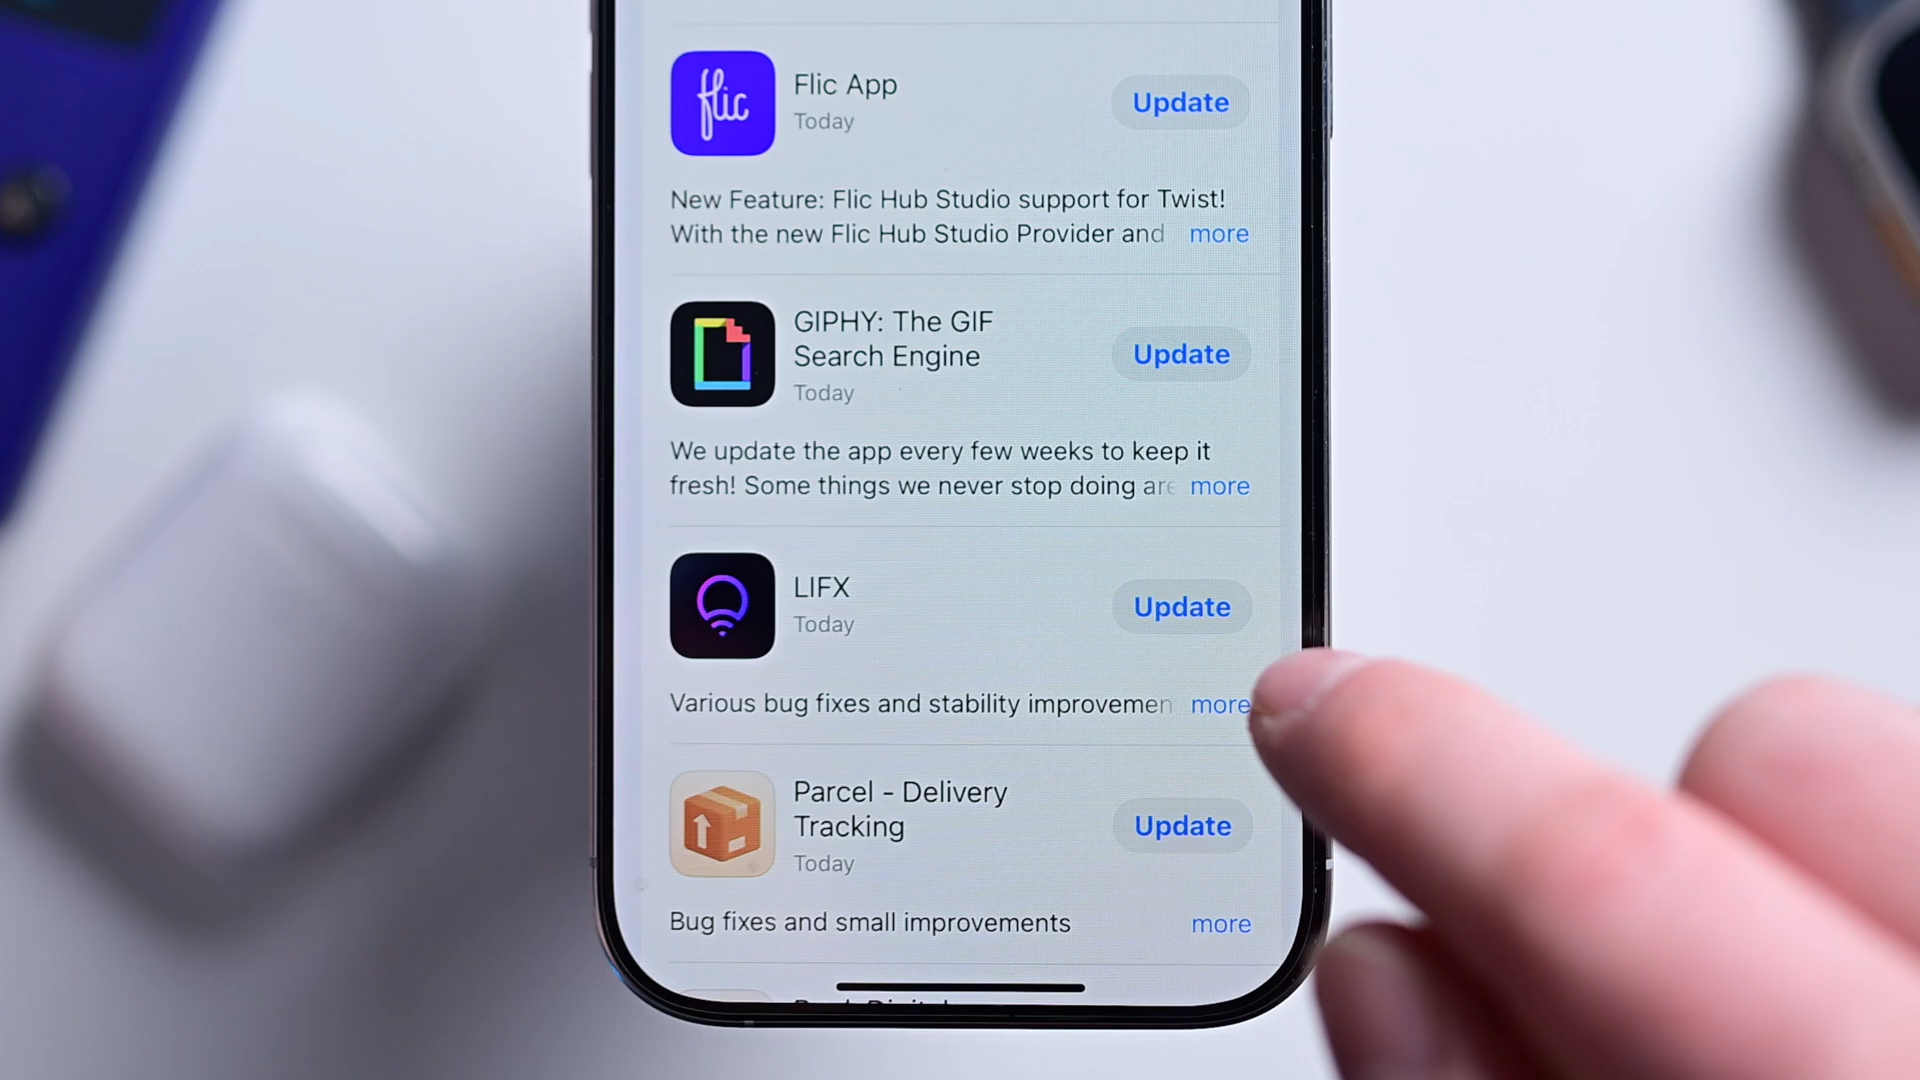 flic
Flic App
Today
Update
New Feature: Flic Hub Studio support for Twist!
With the new Flic Hub Studio Provider and more
GIPHY: The GIF
Search Engine
Today
Update
We update the app every few weeks to keep it
fresh! Some things we never stop doing are more
LIFX
Today
Update
Various bug fixes and stability improvemen more
Parcel - Delivery
Tracking
Today
Update
Bug fixes and small improvements more